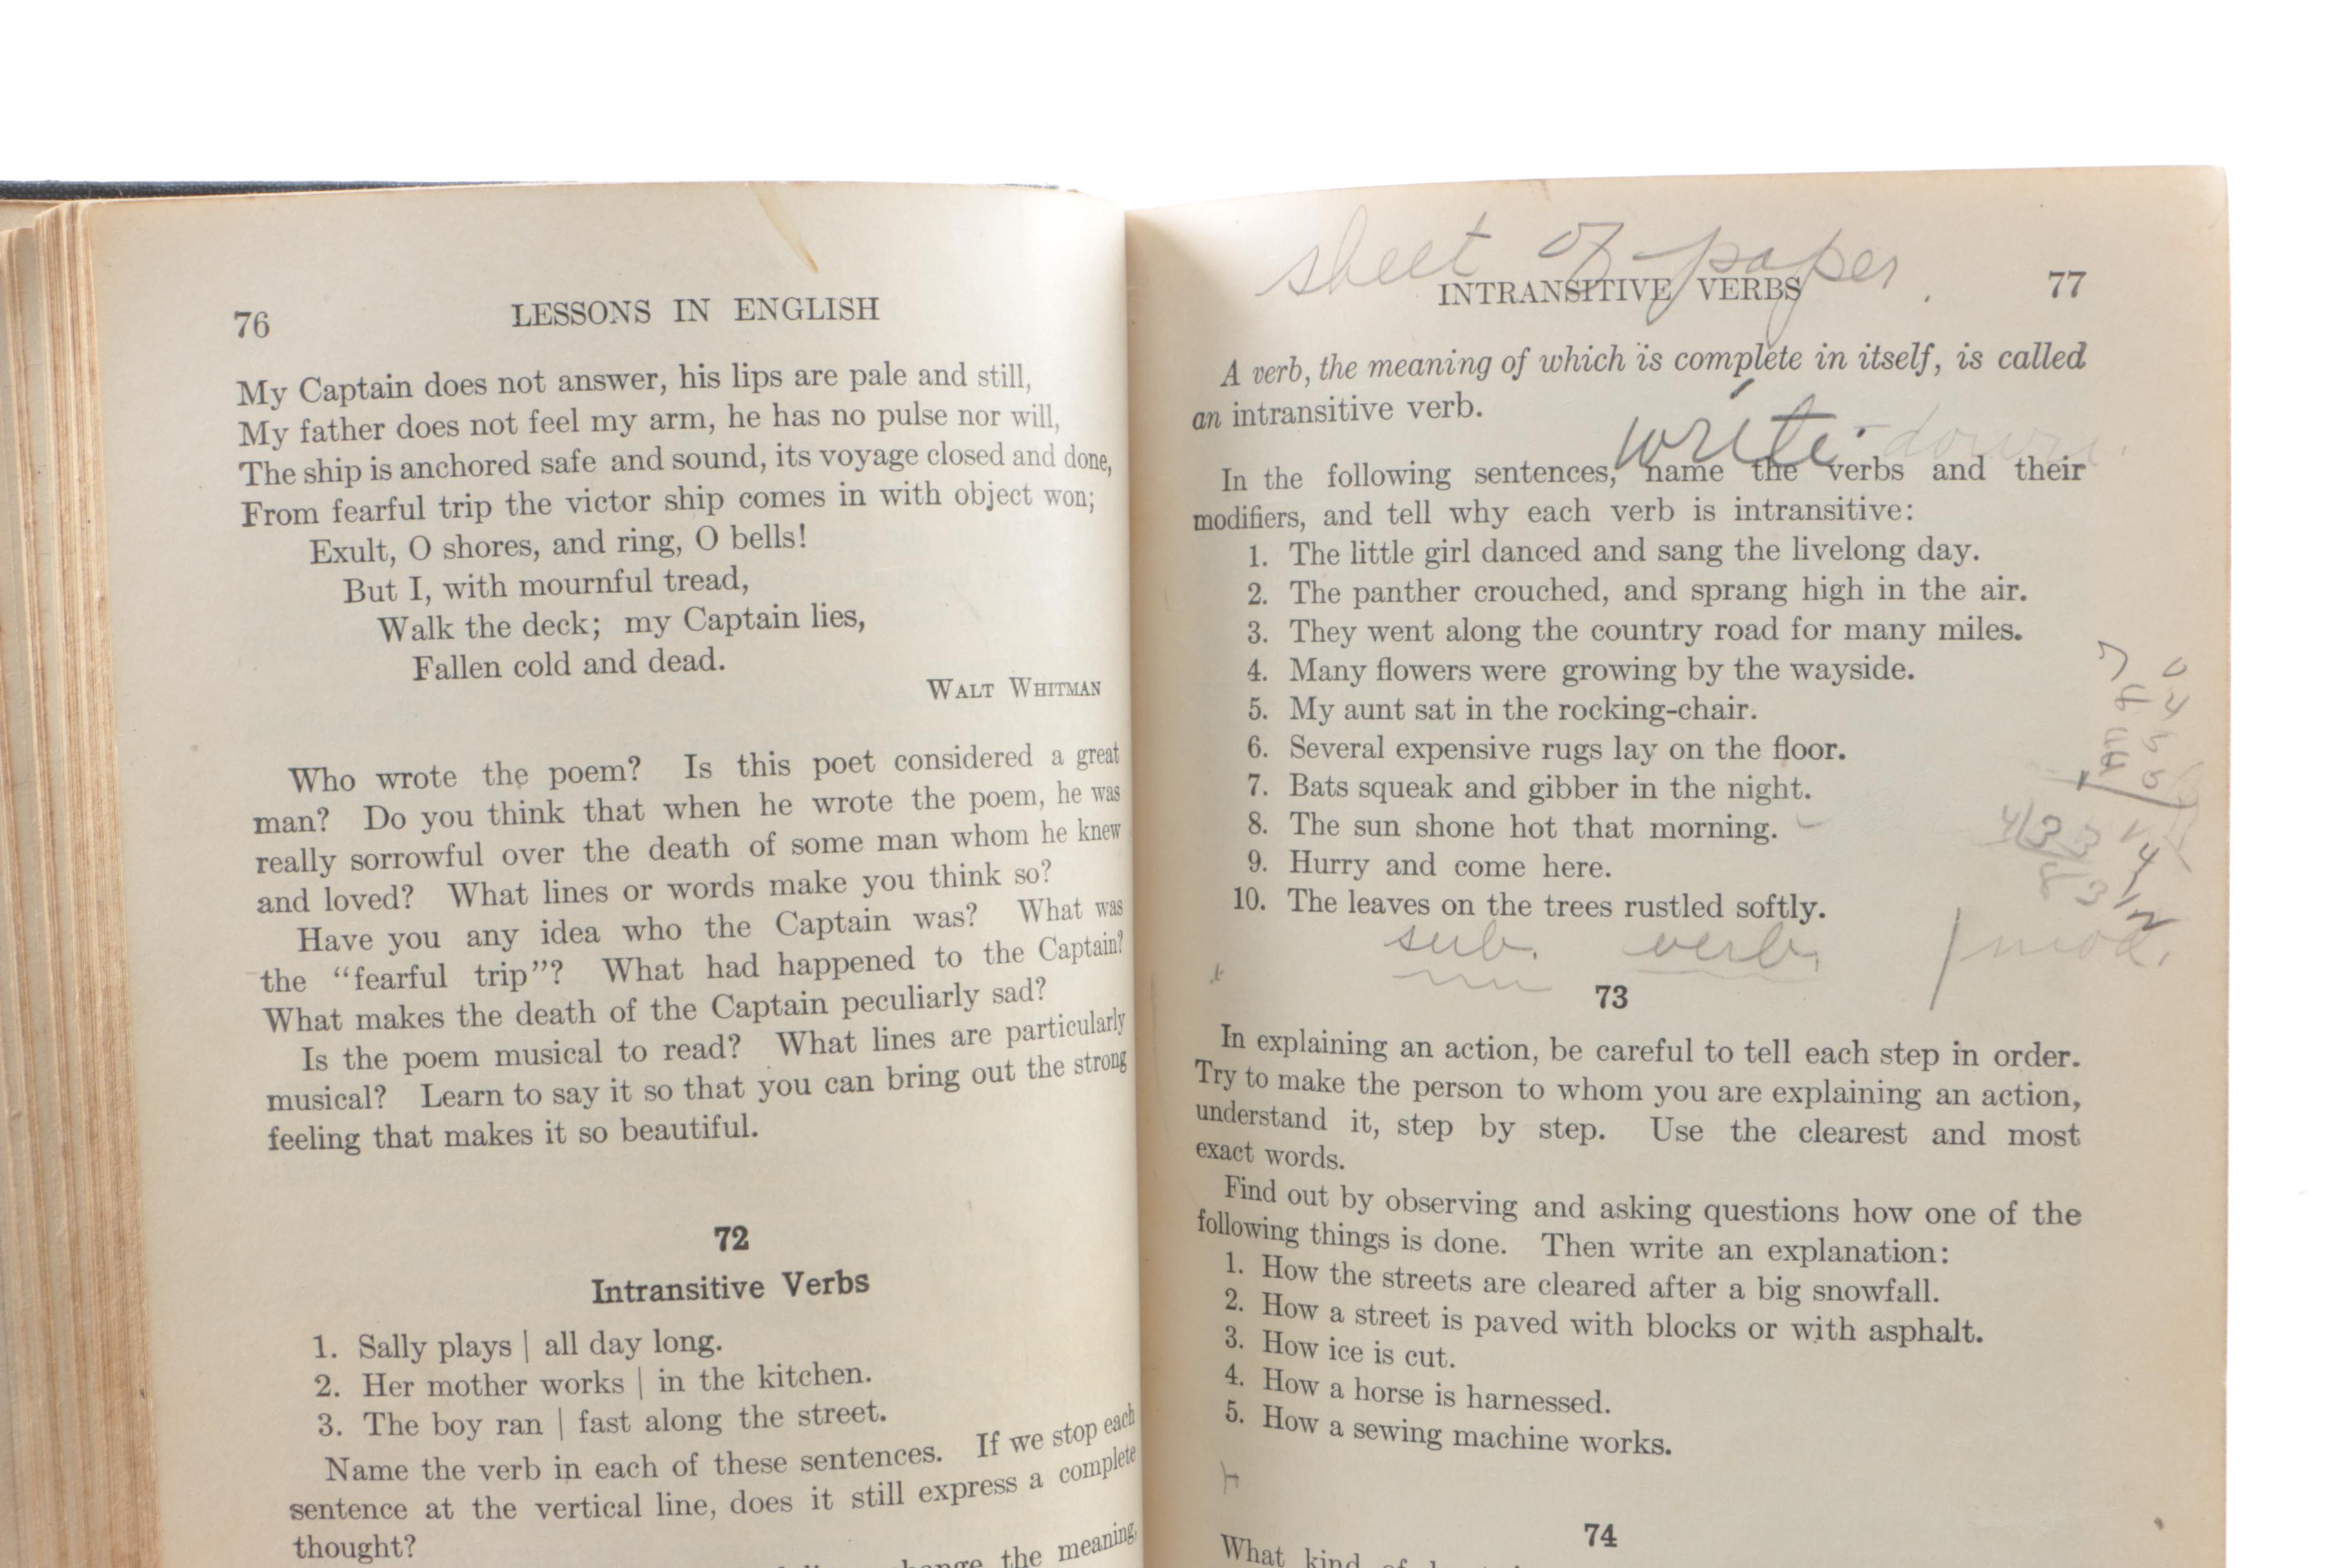 76 LESSONS IN ENGLISH
My Captain does not answer, his lips are pale and still,
My father does not feel my arm, he has no pulse nor will,
The ship is anchored safe and sound, its voyage closed and done,
From fearful trip the victor ship comes in with object won;
Exult, O shores, and ring, O bells!
But I, with mournful tread,
Walk the deck; my Captain lies,
Fallen cold and dead.
WALT WHITMAN
Who wrote the poem? Is this poet considered a great
man? Do you think that when he wrote the poem, he was
really sorrowful over the death of some man whom he knew
and loved? What lines or words make you think so?
Have you any idea who the Captain was? What was
the "fearful trip"? What had happened to the Captain?
What makes the death of the Captain peculiarly sad?
Is the poem musical to read? What lines are particularly
musical? Learn to say it so that you can bring out the strong
feeling that makes it so beautiful.
72
Intransitive Verbs
1. Sally plays | all day long.
2. Her mother works | in the kitchen.
3. The boy ran | fast along the street.
Name the verb in each of these sentences. If we stop each
sentence at the vertical line, does it still express a complete
thought?
the meaning,
sheet of paper
INTRANSITIVE VERBS 77
A verb, the meaning of which is complete in itself, is called
an intransitive verb.
write down
In the following sentences, name the verbs and their
modifiers, and tell why each verb is intransitive:
1. The little girl danced and sang the livelong day.
2. The panther crouched, and sprang high in the air.
3. They went along the country road for many miles.
4. Many flowers were growing by the wayside.
5. My aunt sat in the rocking-chair.
6. Several expensive rugs lay on the floor.
7. Bats squeak and gibber in the night.
8. The sun shone hot that morning.
9. Hurry and come here.
10. The leaves on the trees rustled softly.
sub. verb. / mod.
73
In explaining an action, be careful to tell each step in order.
Try to make the person to whom you are explaining an action,
understand it, step by step. Use the clearest and most
exact words.
Find out by observing and asking questions how one of the
following things is done. Then write an explanation:
1. How the streets are cleared after a big snowfall.
2. How a street is paved with blocks or with asphalt.
3. How ice is cut.
4. How a horse is harnessed.
5. How a sewing machine works.
74
What kind of